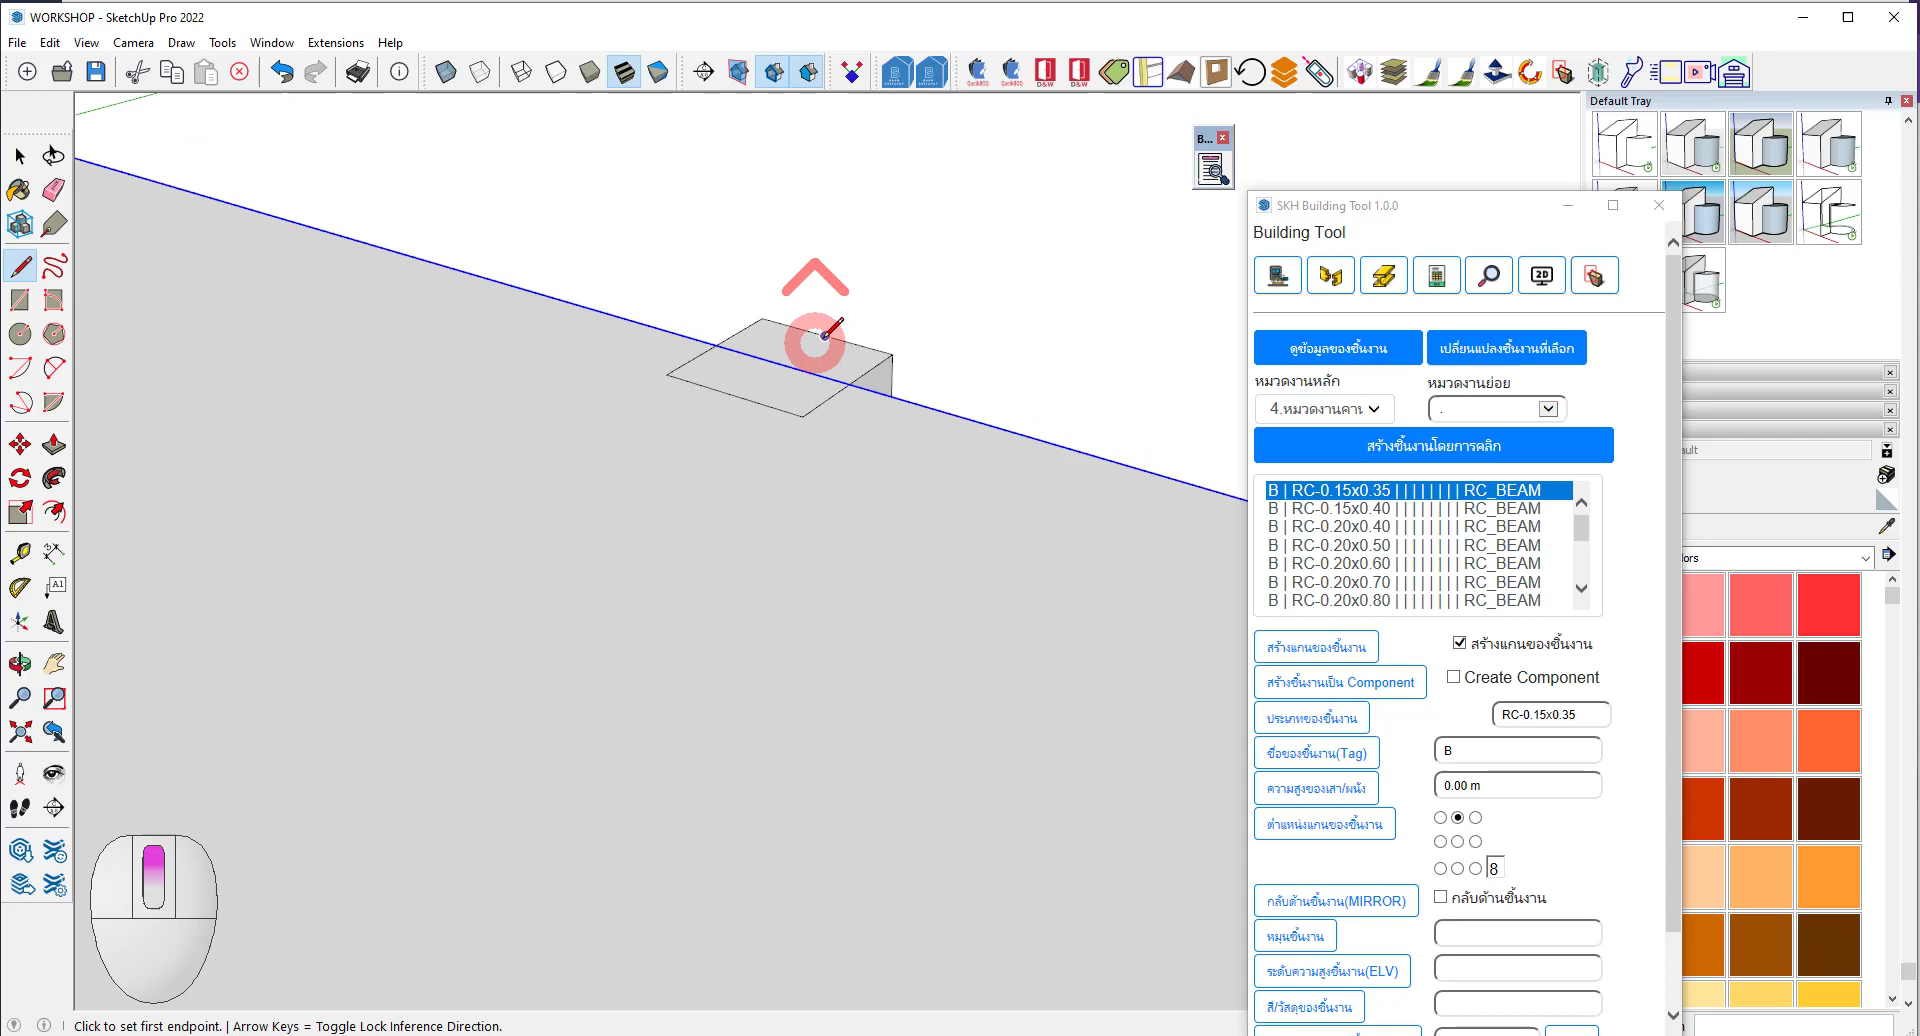 WORKSHOP - SketchUp Pro 2022
File Edit View Camera Draw Tools Window Extensions Help
QuickBOQ QuickBOQ D&W D&W
Default Tray
B...
SKH Building Tool 1.0.0
Building Tool
2D
ดูข้อมูลของชิ้นงาน เปลี่ยนแปลงชิ้นงานที่เลือก
หมวดงานหลัก หมวดงานย่อย
4.หมวดงานคาน .
สร้างชิ้นงานโดยการคลิก
ault
B | RC-0.15x0.35 | | | | | | | | RC_BEAM
B | RC-0.15x0.40 | | | | | | | | RC_BEAM
B | RC-0.20x0.40 | | | | | | | | RC_BEAM
B | RC-0.20x0.50 | | | | | | | | RC_BEAM
B | RC-0.20x0.60 | | | | | | | | RC_BEAM
B | RC-0.20x0.70 | | | | | | | | RC_BEAM
B | RC-0.20x0.80 | | | | | | | | RC_BEAM
ors
A1
สร้างแกนของชิ้นงาน สร้างแกนของชิ้นงาน
สร้างชิ้นงานเป็น Component Create Component
ประเภทของชิ้นงาน RC-0.15x0.35
ชื่อของชิ้นงาน(Tag) B
ความสูงของเสา/ผนัง 0.00 m
ตำแหน่งแกนของชิ้นงาน
8
กลับด้านชิ้นงาน(MIRROR) กลับด้านชิ้นงาน
หมุนชิ้นงาน
ระดับความสูงชิ้นงาน(ELV)
สี/วัสดุของชิ้นงาน
Click to set first endpoint. | Arrow Keys = Toggle Lock Inference Direction.